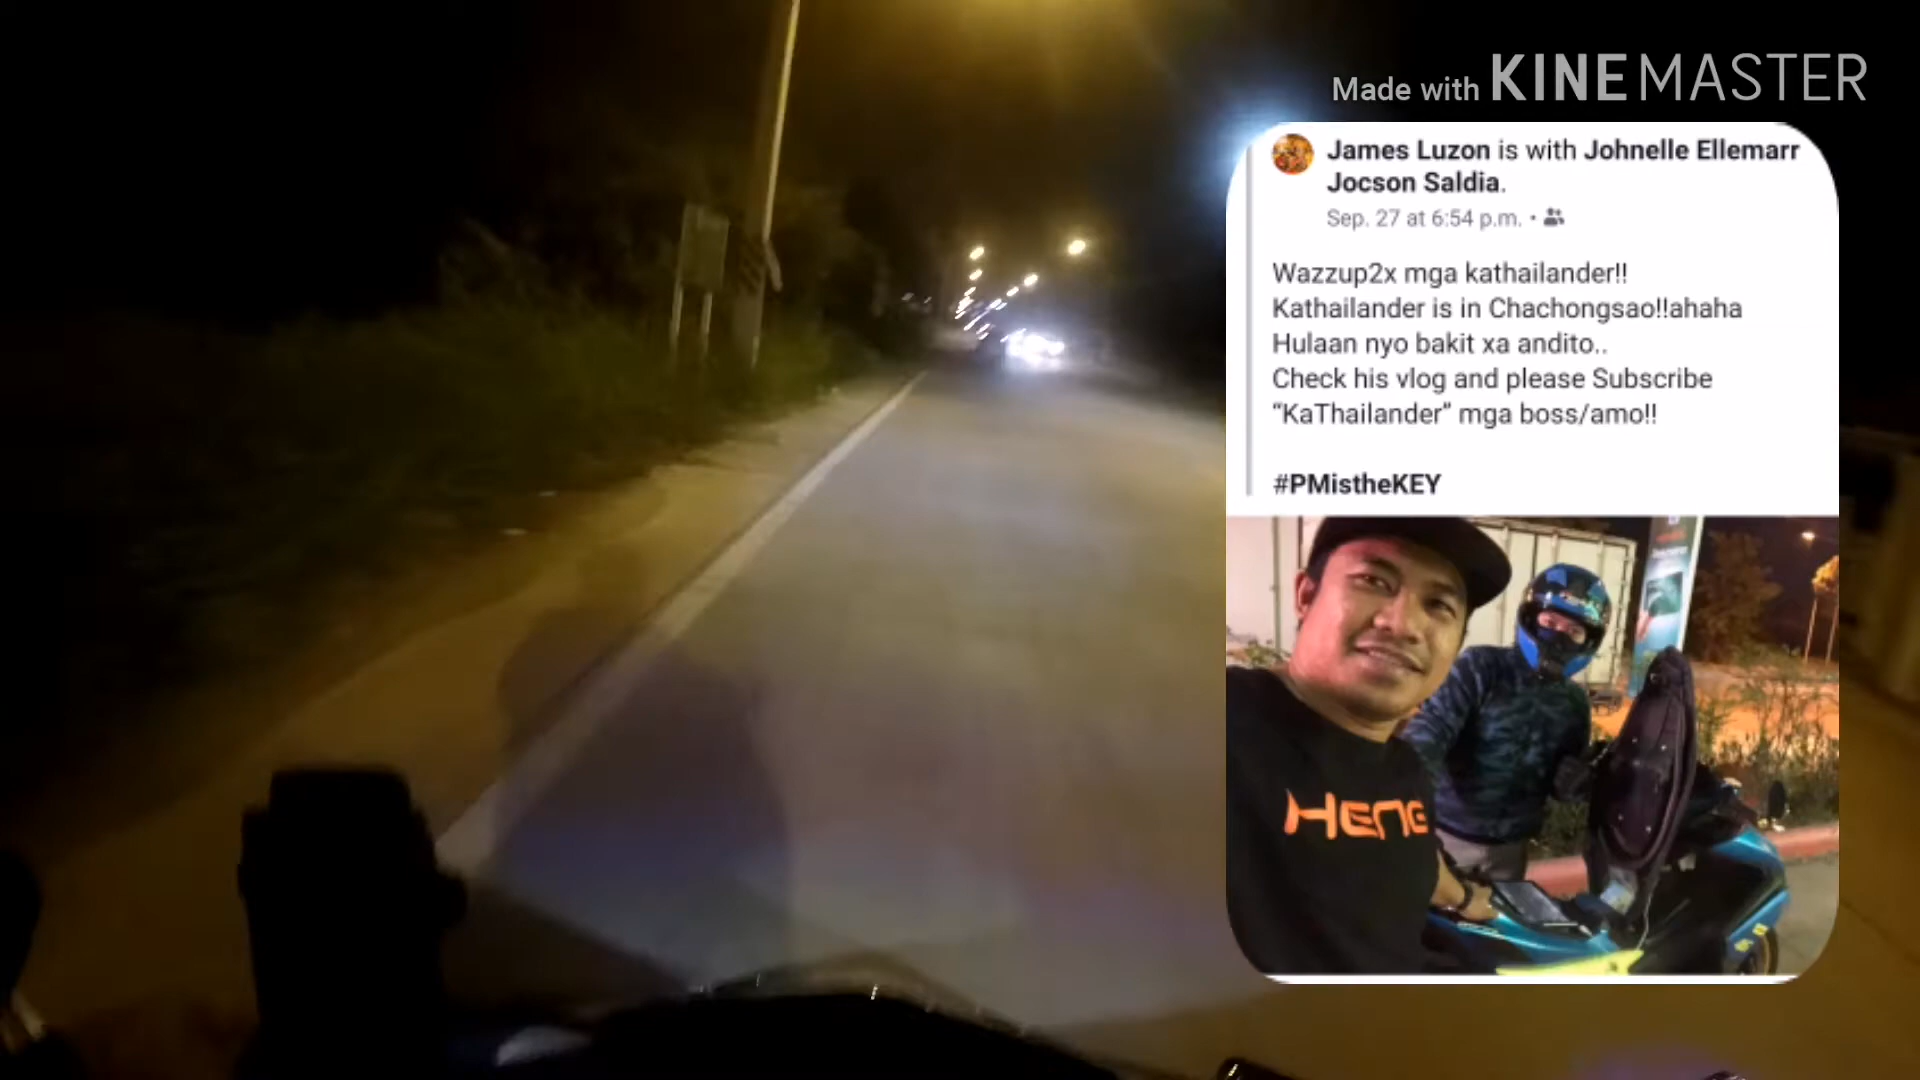 Made with KINEMASTER
James Luzon is with Johnelle Ellemarr
Jocson Saldia.
Sep. 27 at 6:54 p.m. •
Wazzup2x mga kathailander!!
Kathailander is in Chachongsao!!ahaha
Hulaan nyo bakit xa andito..
Check his vlog and please Subscribe
“KaThailander” mga boss/amo!!
#PMistheKEY
HENG